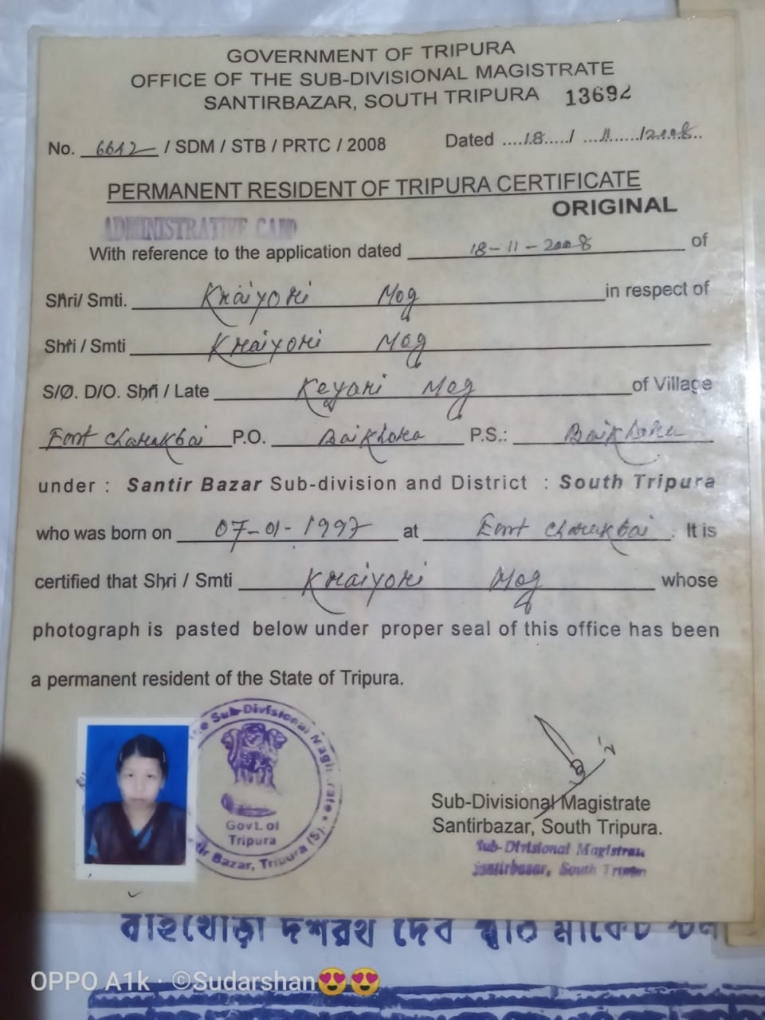 GOVERNMENT OF TRIPURA
OFFICE OF THE SUB-DIVISIONAL MAGISTRATE
SANTIRBAZAR, SOUTH TRIPURA 13692
No. 6612 / SDM / STB / PRTC / 2008 Dated ....18...../ ...11....../2008..
PERMANENT RESIDENT OF TRIPURA CERTIFICATE
ORIGINAL
ADMINISTRATIVE CAMP
With reference to the application dated 18-11-2008 of
Shri/ Smti. Kraiyori Mog in respect of
Shri / Smti Kraiyori Mog
S/O. D/O. Shri / Late Keyari Mog of Village
East Charakbai P.O. Baikhora P.S.: Baikhora
under : Santir Bazar Sub-division and District : South Tripura
who was born on 07-01-1997 at East Charakbai . It is
certified that Shri / Smti Kraiyori Mog whose
photograph is pasted below under proper seal of this office has been
a permanent resident of the State of Tripura.
the Sub-Divisional Magistrate
Govt. of
Tripura
Santir Bazar, Tripura (S)
Sub-Divisional Magistrate
Santirbazar, South Tripura.
Sub-Divisional Magistrate
Santirbazar, South Tripura
বাইখোড়া দশরথ দেব
OPPO A1k · ©Sudarshan😍😍